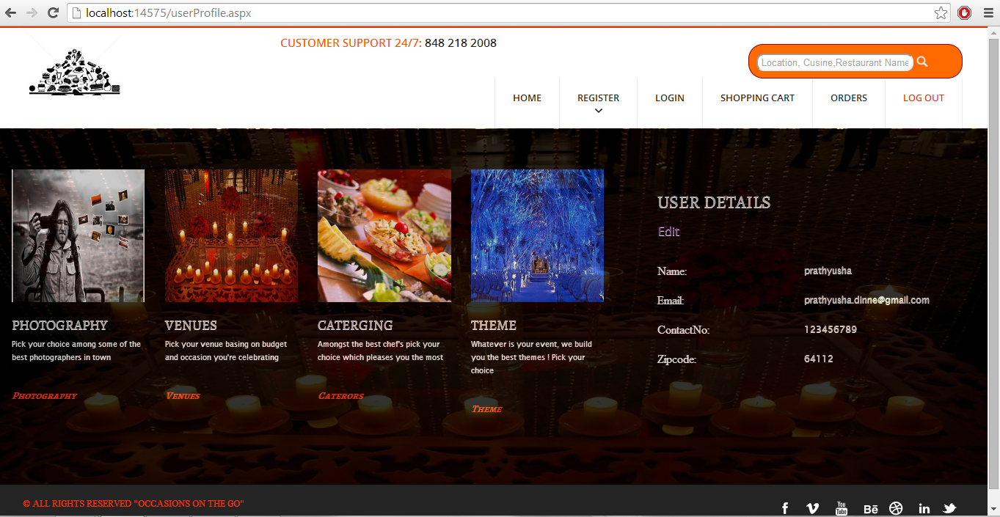 localhost:14575/userProfile.aspx
CUSTOMER SUPPORT 24/7: 848 218 2008
Location, Cusine,Restaurant Name
HOME
REGISTER
LOGIN
SHOPPING CART
ORDERS
LOG OUT
PHOTOGRAPHY
Pick your choice among some of the
best photographers in town
Photography
VENUES
Pick your venue basing on budget
and occasion you're celebrating
Venues
CATERGING
Amongst the best chef's pick your
choice which pleases you the most
Caterors
THEME
Whatever is your event, we build
you the best themes ! Pick your
choice
Theme
USER DETAILS
Edit
Name: prathyusha
Email: prathyusha.dinne@gmail.com
ContactNo: 123456789
Zipcode: 64112
© ALL RIGHTS RESERVED "OCCASIONS ON THE GO"
f
You
Tube
Bē
in